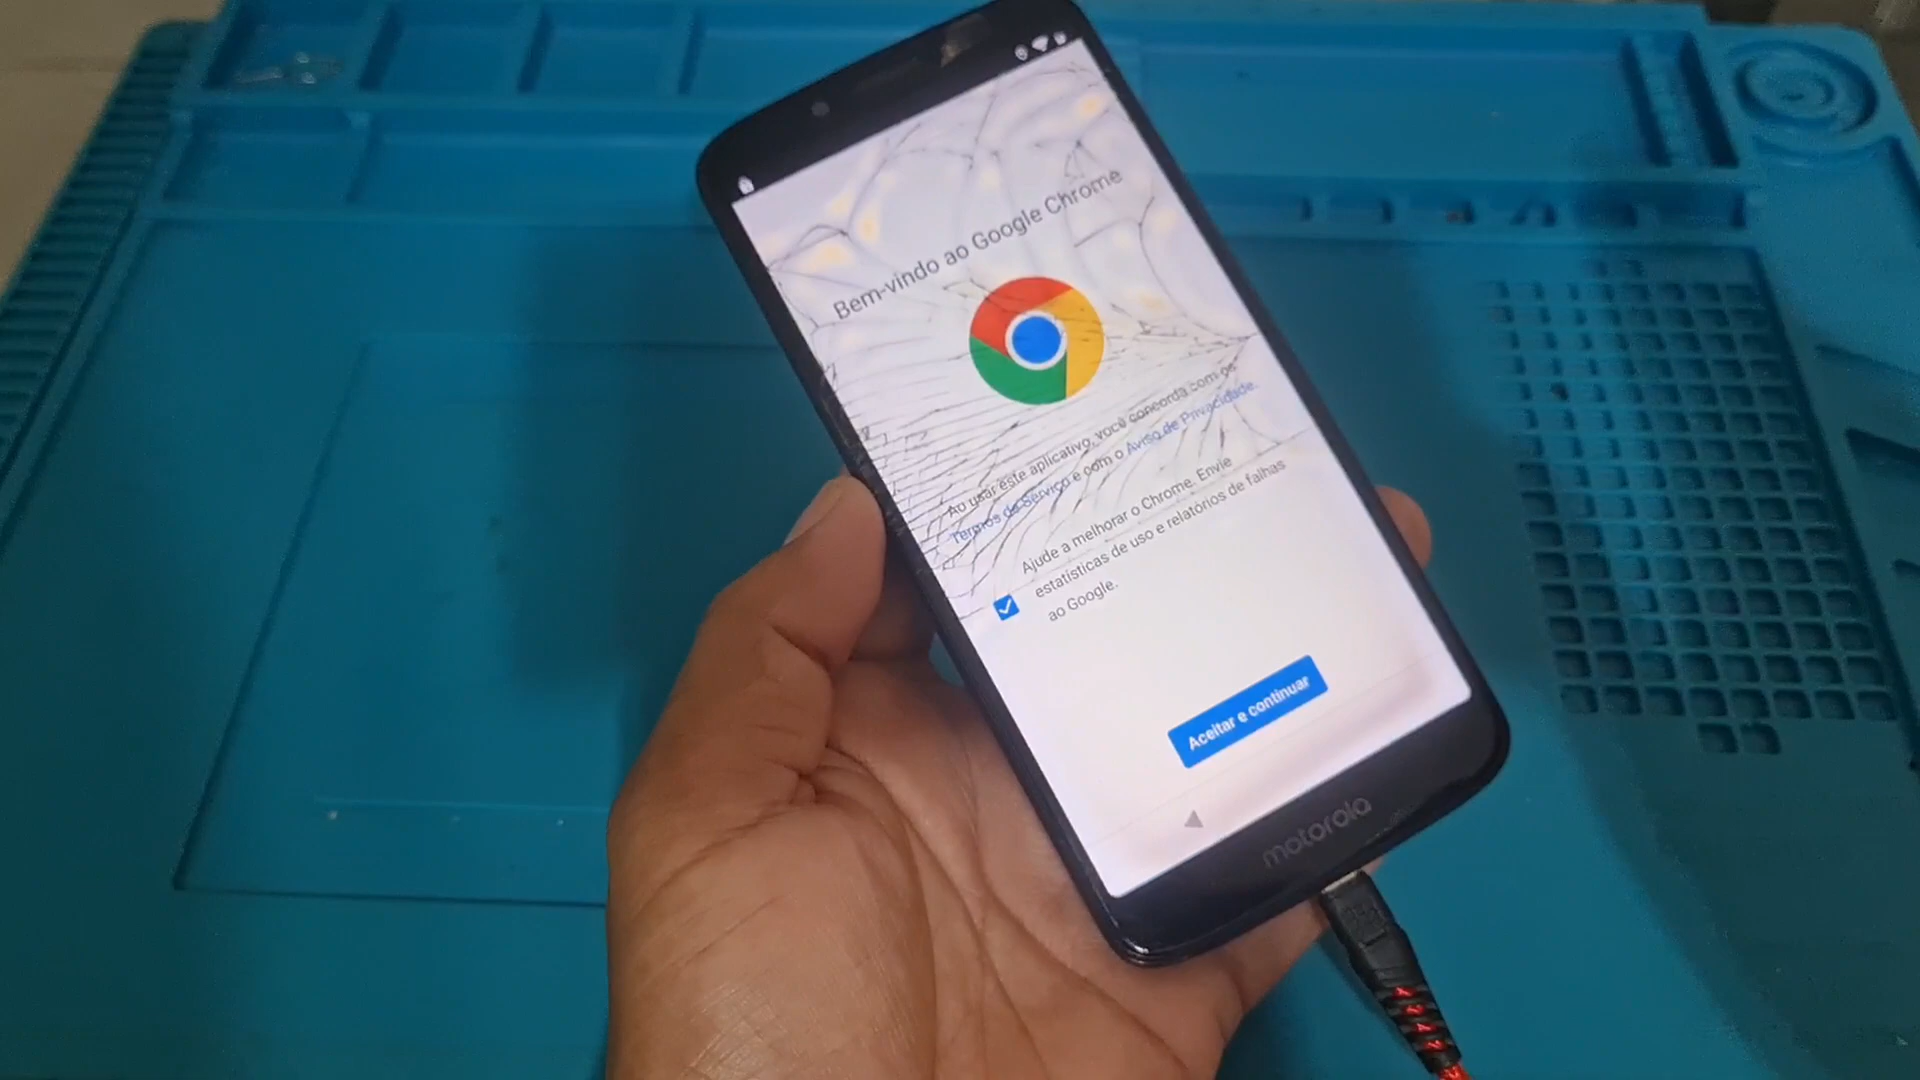 Bem-vindo ao Google Chrome
Ao usar este aplicativo, você concorda com os
Termos de Serviço e com o Aviso de Privacidade.
Ajude a melhorar o Chrome. Envie
estatísticas de uso e relatórios de falhas
ao Google.
Aceitar e continuar
motorola